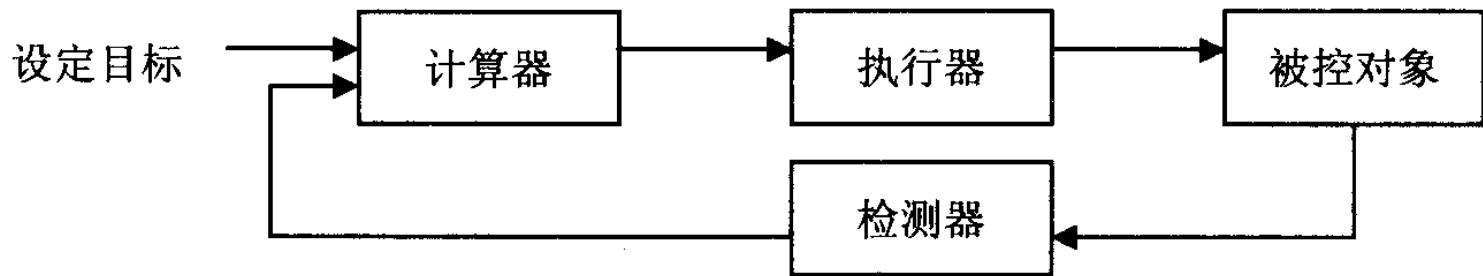 设定目标
计算器
执行器
被控对象
检测器